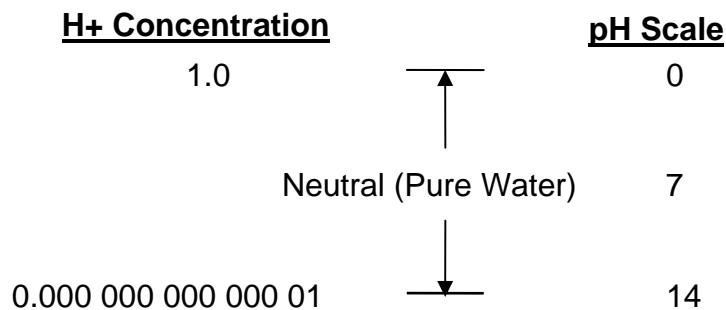 H+ Concentration pH Scale
1.0 0
Neutral (Pure Water) 7
0.000 000 000 000 01 14